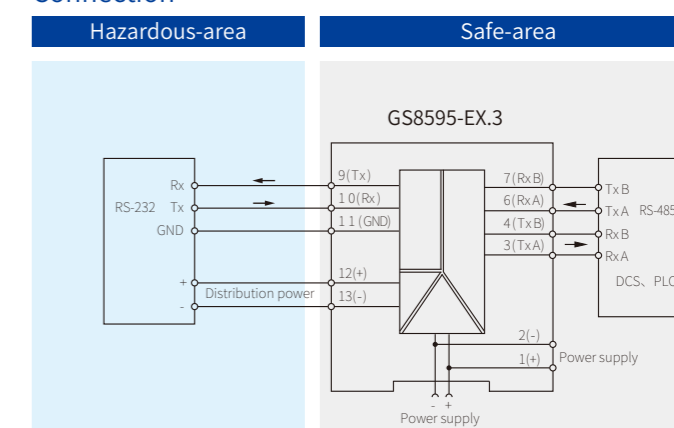 Connection
Hazardous-area
Safe-area
GS8595-EX.3
RS-232
Rx
Tx
GND
+
-
Distribution power
9(Tx)
10(Rx)
11(GND)
12(+)
13(-)
7(RxB)
6(RxA)
4(TxB)
3(TxA)
TxB
TxA
RxB
RxA
RS-485
DCS、PLC
2(-)
1(+)
Power supply
- +
Power supply